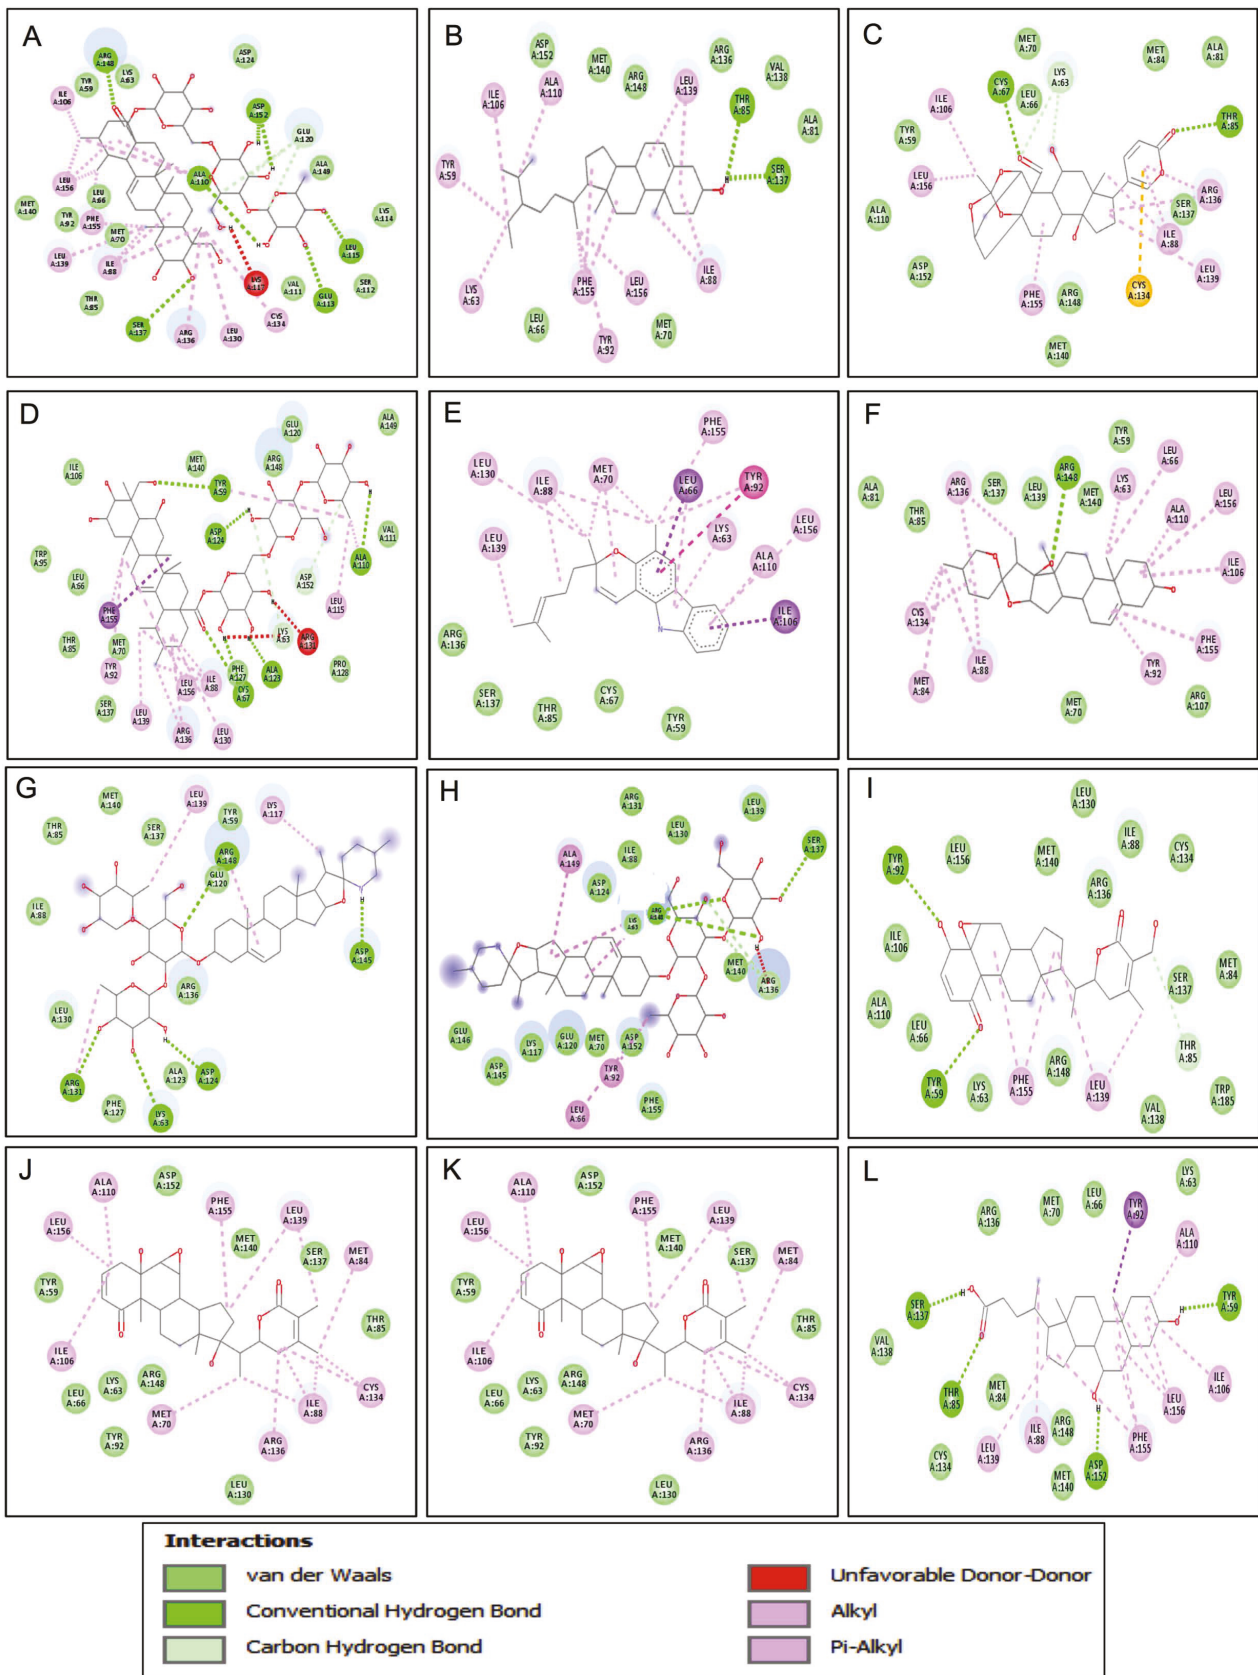 A
ARG A:148
ASP A:124
LYS A:63
TYR A:59
ILE A:106
ASP A:152
GLU A:120
ALA A:149
ALA A:110
LEU A:156
LEU A:66
MET A:140
TYR A:92
PHE A:155
MET A:70
LYS A:114
LEU A:115
LEU A:139
ILE A:88
LYS A:117
VAL A:111
SER A:112
GLU A:113
THR A:85
SER A:137
ARG A:136
LEU A:130
CYS A:134
H
H
H
H
B
ASP A:152
MET A:140
ARG A:136
VAL A:138
ILE A:106
ALA A:110
ARG A:148
LEU A:139
THR A:85
ALA A:81
TYR A:59
SER A:137
H
LYS A:63
PHE A:155
LEU A:156
ILE A:88
LEU A:66
TYR A:92
MET A:70
C
MET A:70
MET A:84
ALA A:81
LYS A:63
CYS A:67
LEU A:66
ILE A:106
THR A:85
TYR A:59
LEU A:156
ARG A:136
SER A:137
ALA A:110
ILE A:88
ASP A:152
LEU A:139
PHE A:155
ARG A:148
CYS A:134
MET A:140
D
GLU A:120
ALA A:149
ILE A:106
MET A:140
ARG A:148
TYR A:59
ASP A:124
VAL A:111
ALA A:110
TRP A:95
LEU A:66
ASP A:152
LEU A:115
PHE A:155
THR A:85
MET A:70
LYS A:63
ARG A:131
TYR A:92
PHE A:127
ALA A:123
PRO A:128
LEU A:156
ILE A:88
CYS A:67
SER A:137
LEU A:139
ARG A:136
LEU A:130
H
H
H
H
H
E
PHE A:155
LEU A:130
ILE A:88
MET A:70
LEU A:66
TYR A:92
LEU A:139
LYS A:63
LEU A:156
ALA A:110
ILE A:106
ARG A:136
SER A:137
THR A:85
CYS A:67
TYR A:59
O
N
F
TYR A:59
LEU A:66
ALA A:81
ARG A:136
SER A:137
LEU A:139
ARG A:148
MET A:140
LYS A:63
LEU A:156
THR A:85
ALA A:110
ILE A:106
CYS A:134
ILE A:88
MET A:84
TYR A:92
PHE A:155
MET A:70
ARG A:107
G
MET A:140
LEU A:139
LYS A:117
THR A:85
SER A:137
TYR A:59
ARG A:148
GLU A:120
ILE A:88
ASP A:145
ARG A:136
LEU A:130
ARG A:131
ALA A:123
ASP A:124
PHE A:127
LYS A:63
H
H
H
ARG A:131
LEU A:139
ALA A:149
ILE A:88
LEU A:130
SER A:137
ASP A:124
ARG A:148
LYS A:63
MET A:140
ARG A:136
GLU A:146
ASP A:145
LYS A:117
GLU A:120
MET A:70
ASP A:152
TYR A:92
LEU A:66
PHE A:155
H
I
LEU A:130
TYR A:92
LEU A:156
MET A:140
ILE A:88
CYS A:134
ARG A:136
ILE A:106
SER A:137
MET A:84
ALA A:110
LEU A:66
THR A:85
TYR A:59
LYS A:63
PHE A:155
ARG A:148
LEU A:139
VAL A:138
TRP A:185
J
ALA A:110
ASP A:152
PHE A:155
LEU A:139
LEU A:156
MET A:140
SER A:137
MET A:84
TYR A:59
THR A:85
ILE A:106
LYS A:63
ARG A:148
LEU A:66
CYS A:134
MET A:70
ILE A:88
TYR A:92
ARG A:136
LEU A:130
K
ALA A:110
ASP A:152
PHE A:155
LEU A:139
LEU A:156
MET A:140
SER A:137
MET A:84
TYR A:59
THR A:85
ILE A:106
LYS A:63
ARG A:148
LEU A:66
CYS A:134
MET A:70
ILE A:88
TYR A:92
ARG A:136
LEU A:130
L
LYS A:63
ARG A:136
MET A:70
LEU A:66
TYR A:92
ALA A:110
SER A:137
TYR A:59
VAL A:138
THR A:85
MET A:84
ILE A:106
LEU A:156
ILE A:88
ARG A:148
PHE A:155
CYS A:134
LEU A:139
MET A:140
ASP A:152
H
H
H
Interactions
van der Waals
Conventional Hydrogen Bond
Carbon Hydrogen Bond
Unfavorable Donor-Donor
Alkyl
Pi-Alkyl